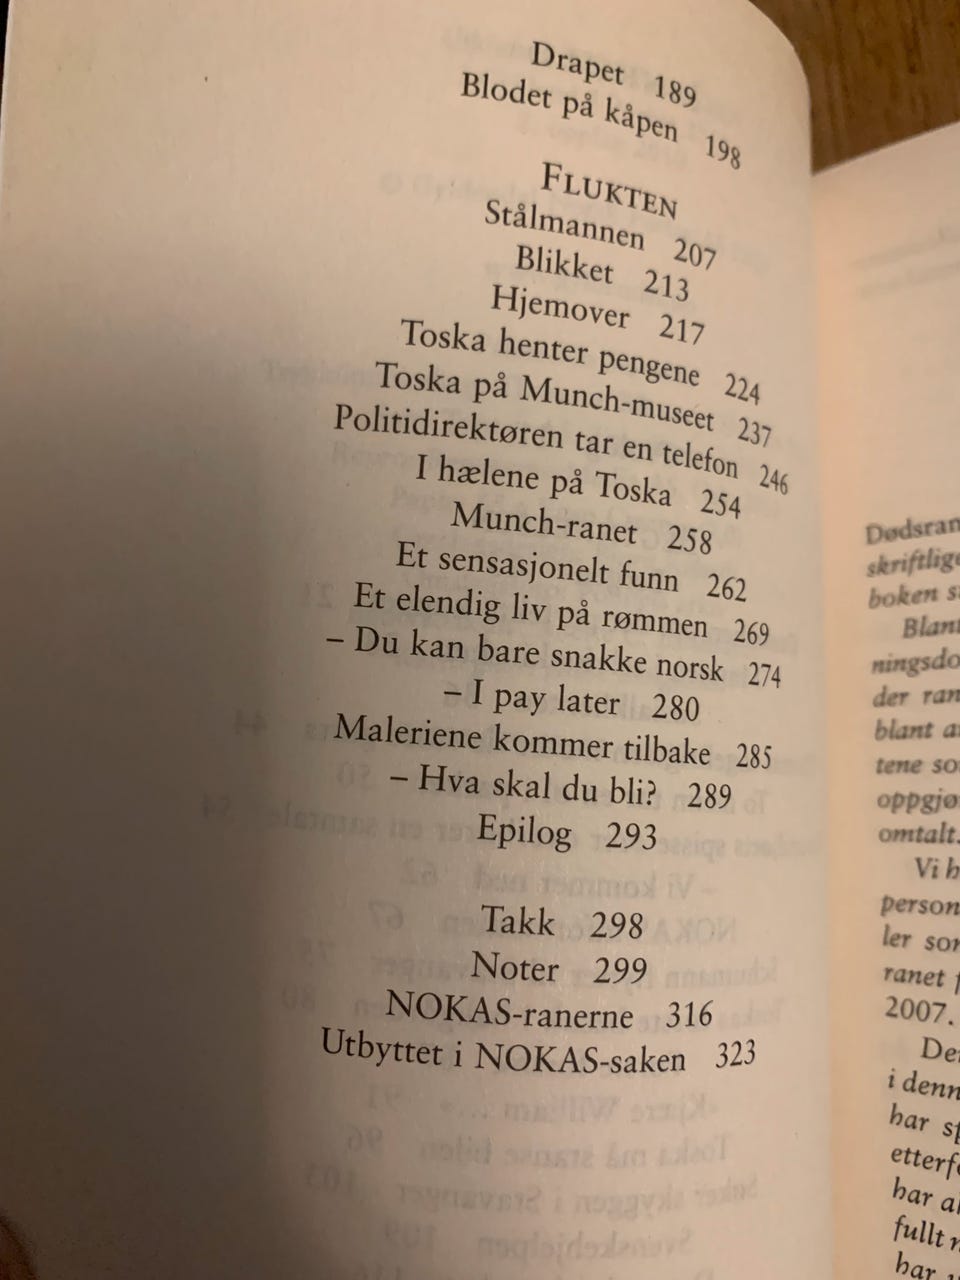 Drapet 189
Blodet på kåpen 198
FLUKTEN
Stålmannen 207
Blikket 213
Hjemover 217
Toska henter pengene 224
Toska på Munch-museet 237
Politidirektøren tar en telefon 246
I hælene på Toska 254
Munch-ranet 258
Et sensasjonelt funn 262
Et elendig liv på rømmen 269
– Du kan bare snakke norsk 274
– I pay later 280
Maleriene kommer tilbake 285
– Hva skal du bli? 289
Epilog 293
Takk 298
Noter 299
NOKAS-ranerne 316
Utbyttet i NOKAS-saken 323
Dødsran
skriftlige
boken s
Blant
ningsdo
der ran
blant a
tene so
oppgjø
omtalt.
Vi h
person
ler sor
ranet f
2007.
De
i denn
har sp
etterfo
har al
fullt n
har